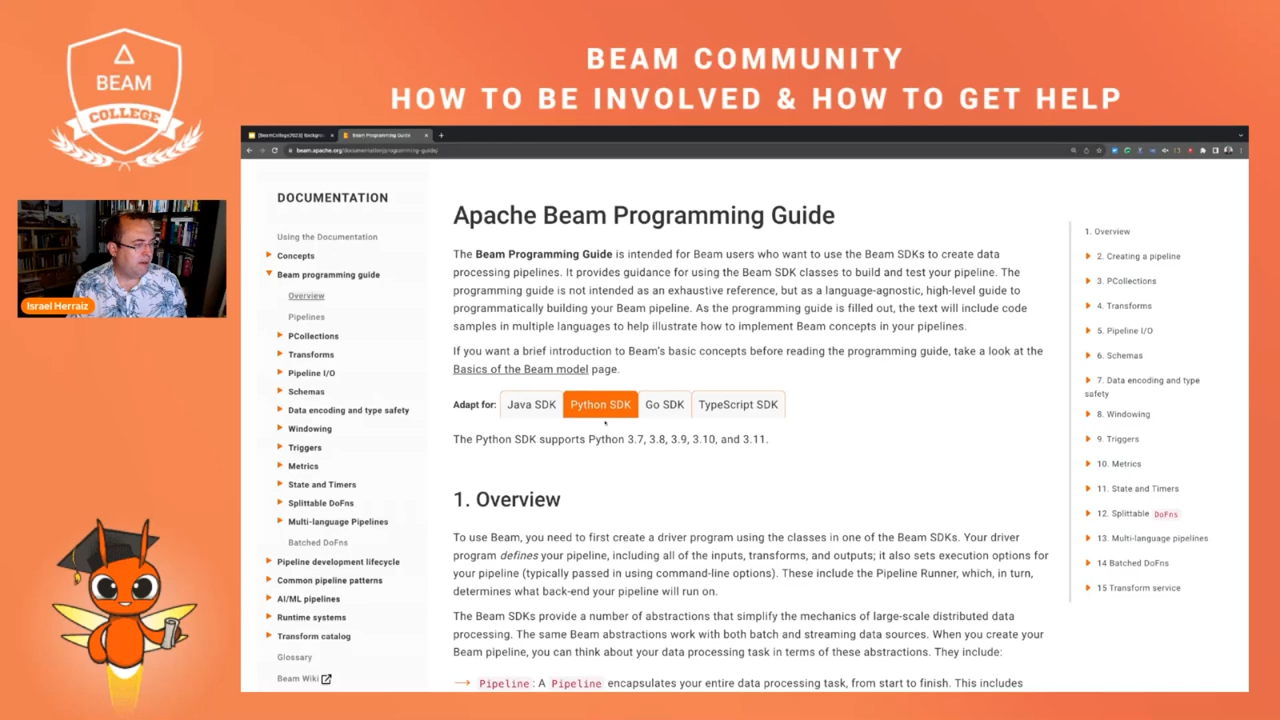 BEAM
COLLEGE
BEAM COMMUNITY
HOW TO BE INVOLVED & HOW TO GET HELP
Israel Herraiz
Beam Programming Guide
beam.apache.org/documentation/programming-guide/
DOCUMENTATION
Using the Documentation
Concepts
Beam programming guide
Overview
Pipelines
PCollections
Transforms
Pipeline I/O
Schemas
Data encoding and type safety
Windowing
Triggers
Metrics
State and Timers
Splittable DoFns
Multi-language Pipelines
Batched DoFns
Pipeline development lifecycle
Common pipeline patterns
AI/ML pipelines
Runtime systems
Transform catalog
Glossary
Beam Wiki
Apache Beam Programming Guide
The Beam Programming Guide is intended for Beam users who want to use the Beam SDKs to create data
processing pipelines. It provides guidance for using the Beam SDK classes to build and test your pipeline. The
programming guide is not intended as an exhaustive reference, but as a language-agnostic, high-level guide to
programmatically building your Beam pipeline. As the programming guide is filled out, the text will include code
samples in multiple languages to help illustrate how to implement Beam concepts in your pipelines.
If you want a brief introduction to Beam's basic concepts before reading the programming guide, take a look at the
Basics of the Beam model page.
Adapt for: Java SDK Python SDK Go SDK TypeScript SDK
The Python SDK supports Python 3.7, 3.8, 3.9, 3.10, and 3.11.
1. Overview
To use Beam, you need to first create a driver program using the classes in one of the Beam SDKs. Your driver
program defines your pipeline, including all of the inputs, transforms, and outputs; it also sets execution options for
your pipeline (typically passed in using command-line options). These include the Pipeline Runner, which, in turn,
determines what back-end your pipeline will run on.
The Beam SDKs provide a number of abstractions that simplify the mechanics of large-scale distributed data
processing. The same Beam abstractions work with both batch and streaming data sources. When you create your
Beam pipeline, you can think about your data processing task in terms of these abstractions. They include:
Pipeline: A Pipeline encapsulates your entire data processing task, from start to finish. This includes
1. Overview
2. Creating a pipeline
3. PCollections
4. Transforms
5. Pipeline I/O
6. Schemas
7. Data encoding and type
safety
8. Windowing
9. Triggers
10. Metrics
11. State and Timers
12. Splittable DoFns
13. Multi-language pipelines
14 Batched DoFns
15 Transform service